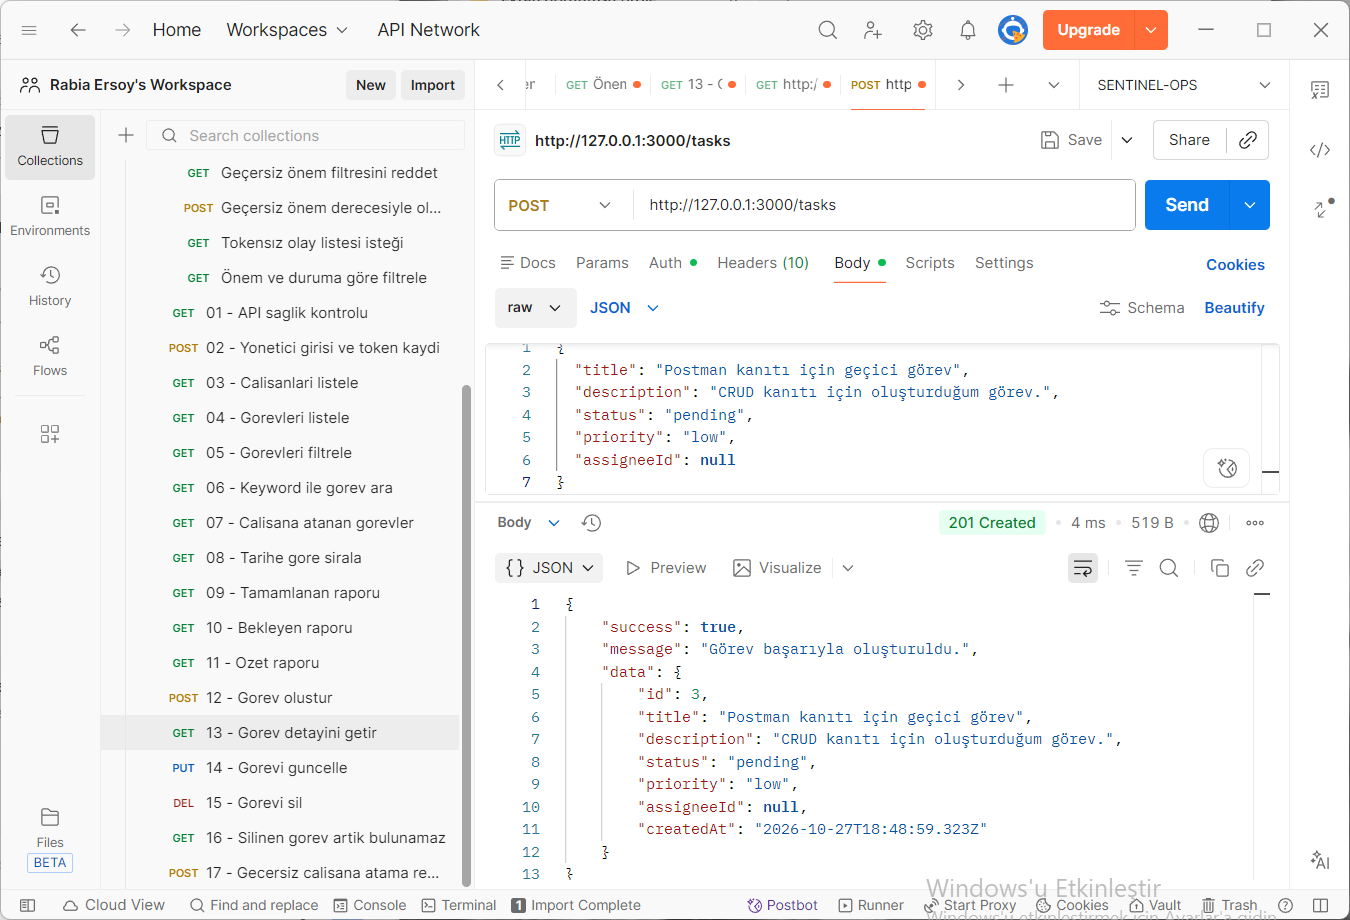 Home
Workspaces
API Network
Upgrade
Rabia Ersoy's Workspace
New
Import
er
GET Önem
GET 13 - G
GET http:/
POST http
SENTINEL-OPS
Collections
Environments
History
Flows
Files
BETA
Search collections
GET Geçersiz önem filtresini reddet
POST Geçersiz önem derecesiyle ol...
GET Tokensız olay listesi isteği
GET Önem ve duruma göre filtrele
GET 01 - API saglik kontrolu
POST 02 - Yonetici girisi ve token kaydi
GET 03 - Calisanlari listele
GET 04 - Gorevleri listele
GET 05 - Gorevleri filtrele
GET 06 - Keyword ile gorev ara
GET 07 - Calisana atanan gorevler
GET 08 - Tarihe gore sirala
GET 09 - Tamamlanan raporu
GET 10 - Bekleyen raporu
GET 11 - Ozet raporu
POST 12 - Gorev olustur
GET 13 - Gorev detayini getir
PUT 14 - Gorevi guncelle
DEL 15 - Gorevi sil
GET 16 - Silinen gorev artik bulunamaz
POST 17 - Gecersiz calisana atama re...
HTTP http://127.0.0.1:3000/tasks
Save
Share
POST http://127.0.0.1:3000/tasks
Send
Docs Params Auth Headers (10) Body Scripts Settings
Cookies
raw JSON
Schema Beautify
1 {
2 "title": "Postman kanıtı için geçici görev",
3 "description": "CRUD kanıtı için oluşturduğum görev.",
4 "status": "pending",
5 "priority": "low",
6 "assigneeId": null
7 }
Body
201 Created
4 ms
519 B
{} JSON
Preview
Visualize
1 {
2 "success": true,
3 "message": "Görev başarıyla oluşturuldu.",
4 "data": {
5 "id": 3,
6 "title": "Postman kanıtı için geçici görev",
7 "description": "CRUD kanıtı için oluşturduğum görev.",
8 "status": "pending",
9 "priority": "low",
10 "assigneeId": null,
11 "createdAt": "2026-10-27T18:48:59.323Z"
12 }
13 }
AI
Windows'u Etkinleştir
Windows'u etkinleştirmek için Ayarlar'a gidin
Cloud View
Find and replace
Console
Terminal
1 Import Complete
Postbot
Runner
Start Proxy
Cookies
Vault
Trash